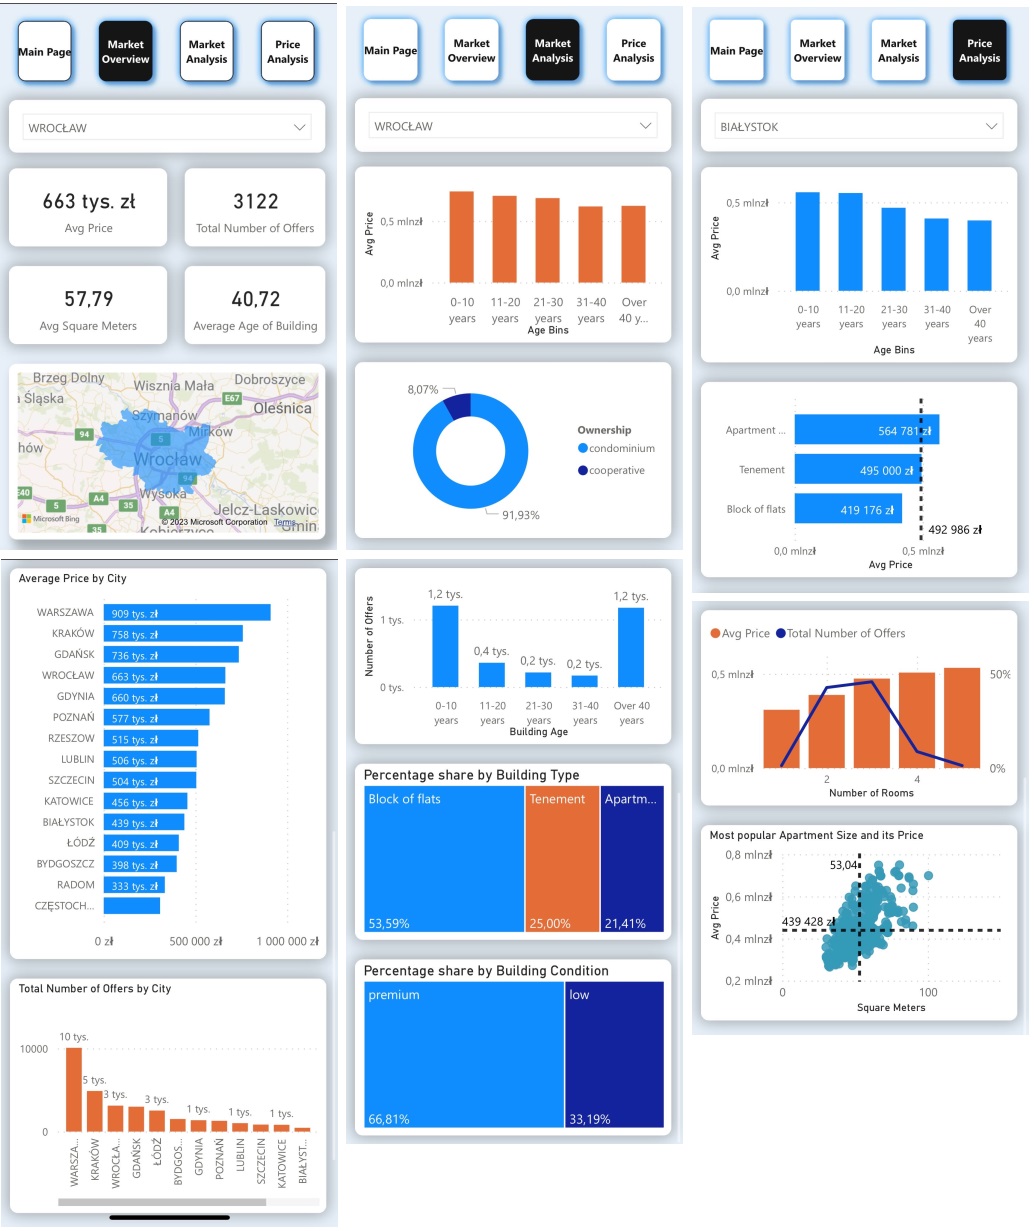 Main Page
Market
Overview
Market
Analysis
Price
Analysis
WROCŁAW
663 tys. zł
Avg Price
3122
Total Number of Offers
57,79
Avg Square Meters
40,72
Average Age of Building
Brzeg Dolny
Wisznia Mała
Dobroszyce
a Śląska
E67
Oleśnica
Szymanów
94
Mirków
hów
5
Wrocław
94
E40
Wysoka
5
A4
35
A4
Jelcz-Laskowic
Microsoft Bing
© 2023 Microsoft Corporation Terms
35
Kobierzyc
Average Price by City
WARSZAWA 909 tys. zł
KRAKÓW 758 tys. zł
GDAŃSK 736 tys. zł
WROCŁAW 663 tys. zł
GDYNIA 660 tys. zł
POZNAŃ 577 tys. zł
RZESZOW 515 tys. zł
LUBLIN 506 tys. zł
SZCZECIN 504 tys. zł
KATOWICE 456 tys. zł
BIAŁYSTOK 439 tys. zł
ŁÓDŹ 409 tys. zł
BYDGOSZCZ 398 tys. zł
RADOM 333 tys. zł
CZĘSTOCH...
0 zł 500 000 zł 1 000 000 zł
Total Number of Offers by City
10 tys.
10000
5 tys.
3 tys.
3 tys.
1 tys.
1 tys.
1 tys.
0
WARSZA...
KRAKÓW
WROCŁA...
GDAŃSK
ŁÓDŹ
BYDGOS...
GDYNIA
POZNAŃ
LUBLIN
SZCZECIN
KATOWICE
BIAŁYST...
Main Page
Market
Overview
Market
Analysis
Price
Analysis
WROCŁAW
Avg Price
0,5 mlnzł
0,0 mlnzł
0-10
years
11-20
years
21-30
years
31-40
years
Over
40 y...
Age Bins
8,07%
91,93%
Ownership
condominium
cooperative
Number of Offers
1,2 tys.
1,2 tys.
1 tys.
0,4 tys.
0,2 tys.
0,2 tys.
0 tys.
0-10
years
11-20
years
21-30
years
31-40
years
Over 40
years
Building Age
Percentage share by Building Type
Block of flats
Tenement
Apartm...
53,59%
25,00%
21,41%
Percentage share by Building Condition
premium
low
66,81%
33,19%
Main Page
Market
Overview
Market
Analysis
Price
Analysis
BIAŁYSTOK
Avg Price
0,5 mlnzł
0,0 mlnzł
0-10
years
11-20
years
21-30
years
31-40
years
Over
40
years
Age Bins
Apartment ... 564 781 zł
Tenement 495 000 zł
Block of flats 419 176 zł
492 986 zł
0,0 mlnzł 0,5 mlnzł
Avg Price
Avg Price Total Number of Offers
0,5 mlnzł
50%
0,0 mlnzł
0%
2 4
Number of Rooms
Most popular Apartment Size and its Price
0,8 mlnzł
53,04
0,6 mlnzł
439 428 zł
Avg Price
0,4 mlnzł
0,2 mlnzł
0 100
Square Meters